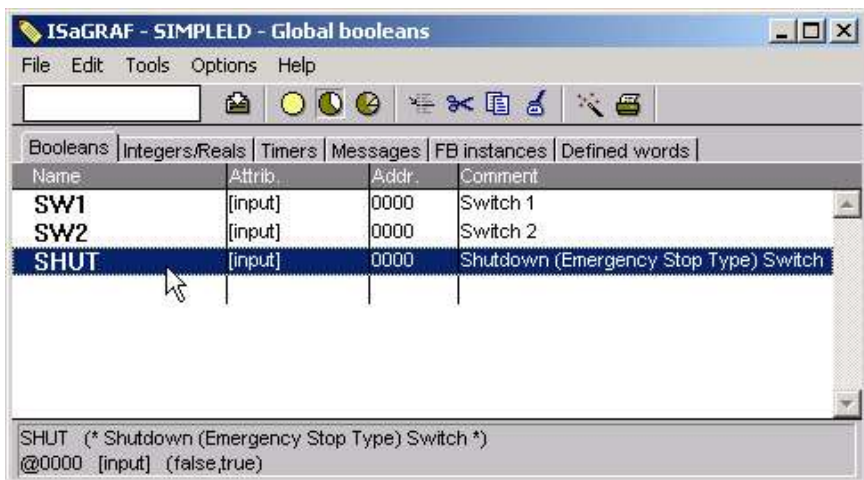 ISaGRAF - SIMPLELD - Global booleans
File Edit Tools Options Help
Booleans Integers/Reals Timers Messages FB instances Defined words
Name Attrib. Addr. Comment
SW1 [input] 0000 Switch 1
SW2 [input] 0000 Switch 2
SHUT [input] 0000 Shutdown (Emergency Stop Type) Switch
SHUT (* Shutdown (Emergency Stop Type) Switch *)
@0000 [input] (false,true)